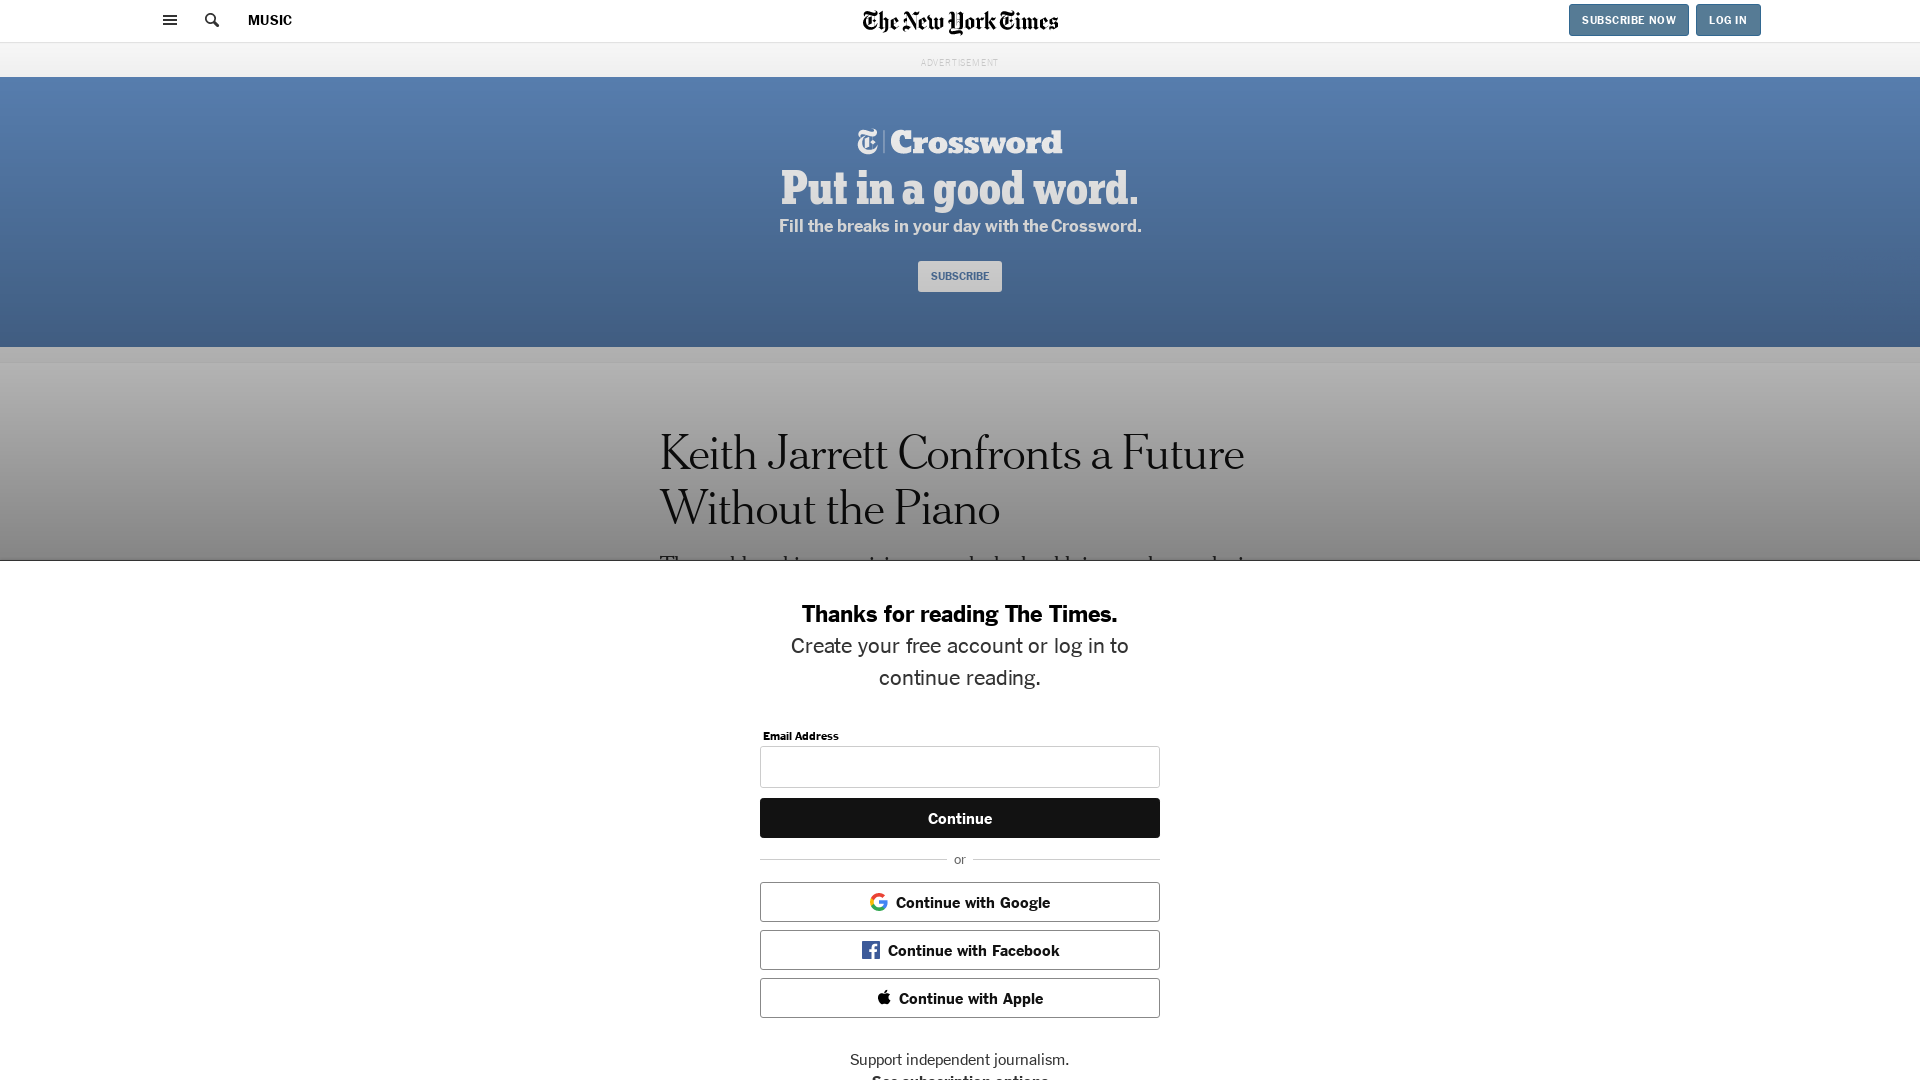 MUSIC
The New York Times
SUBSCRIBE NOW
LOG IN
ADVERTISEMENT
Crossword
Put in a good word.
Fill the breaks in your day with the Crossword.
SUBSCRIBE
Keith Jarrett Confronts a Future
Without the Piano
Thanks for reading The Times.
Create your free account or log in to
continue reading.
Email Address
Continue
or
Continue with Google
Continue with Facebook
Continue with Apple
Support independent journalism.
See subscription options